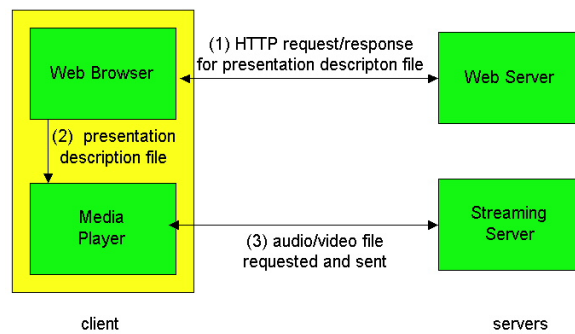 Web Browser
(1) HTTP request/response
for presentation descripton file
Web Server
(2) presentation
description file
Media
Player
(3) audio/video file
requested and sent
Streaming
Server
client
servers